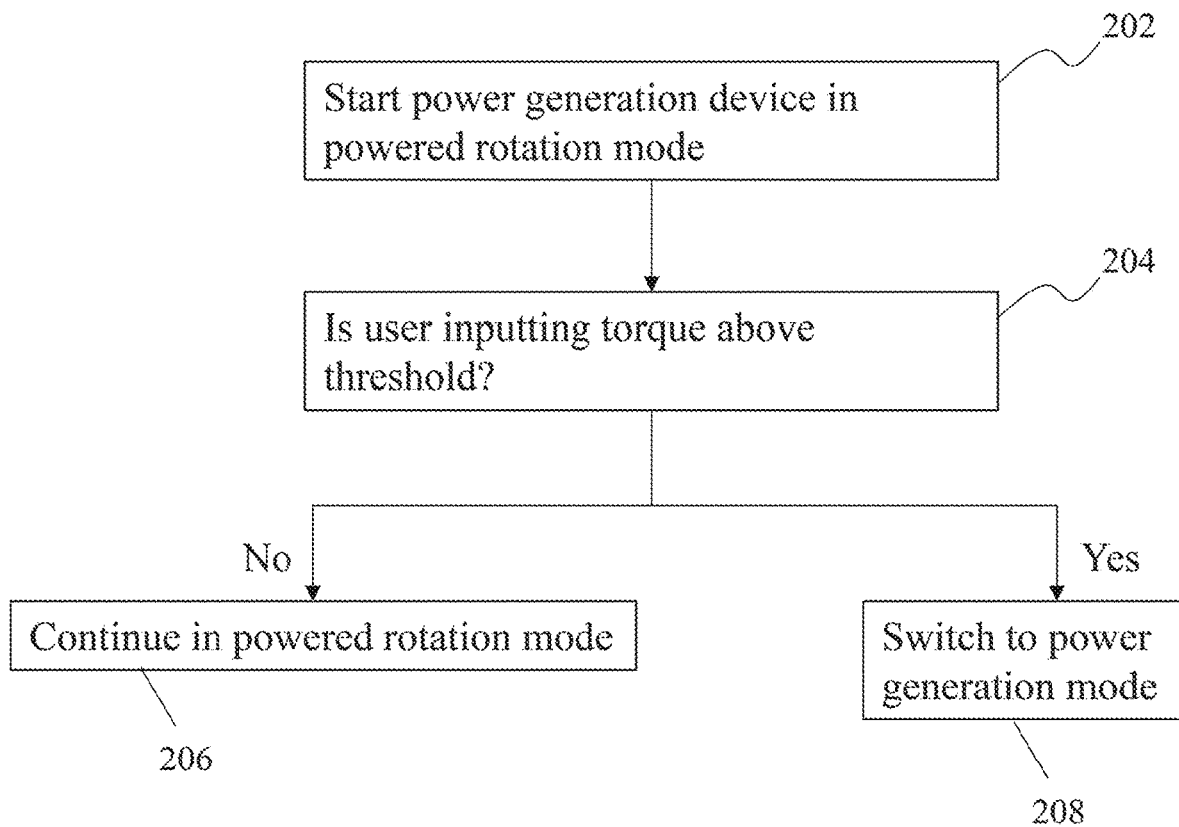 202
Start power generation device in
powered rotation mode
204
Is user inputting torque above
threshold?
No
Yes
Continue in powered rotation mode
Switch to power
generation mode
206
208